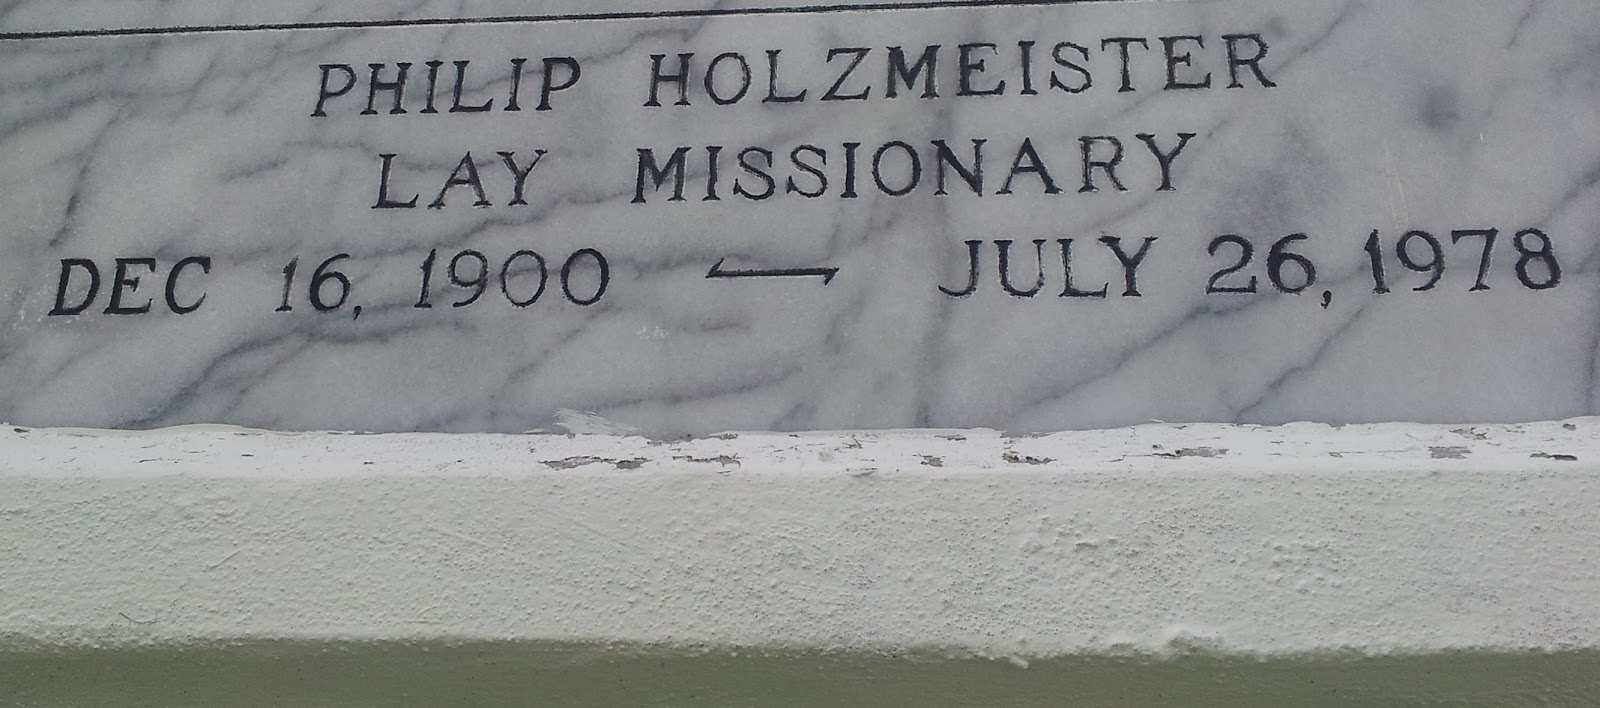 PHILIP HOLZMEISTER
LAY MISSIONARY
DEC 16, 1900 — JULY 26, 1978